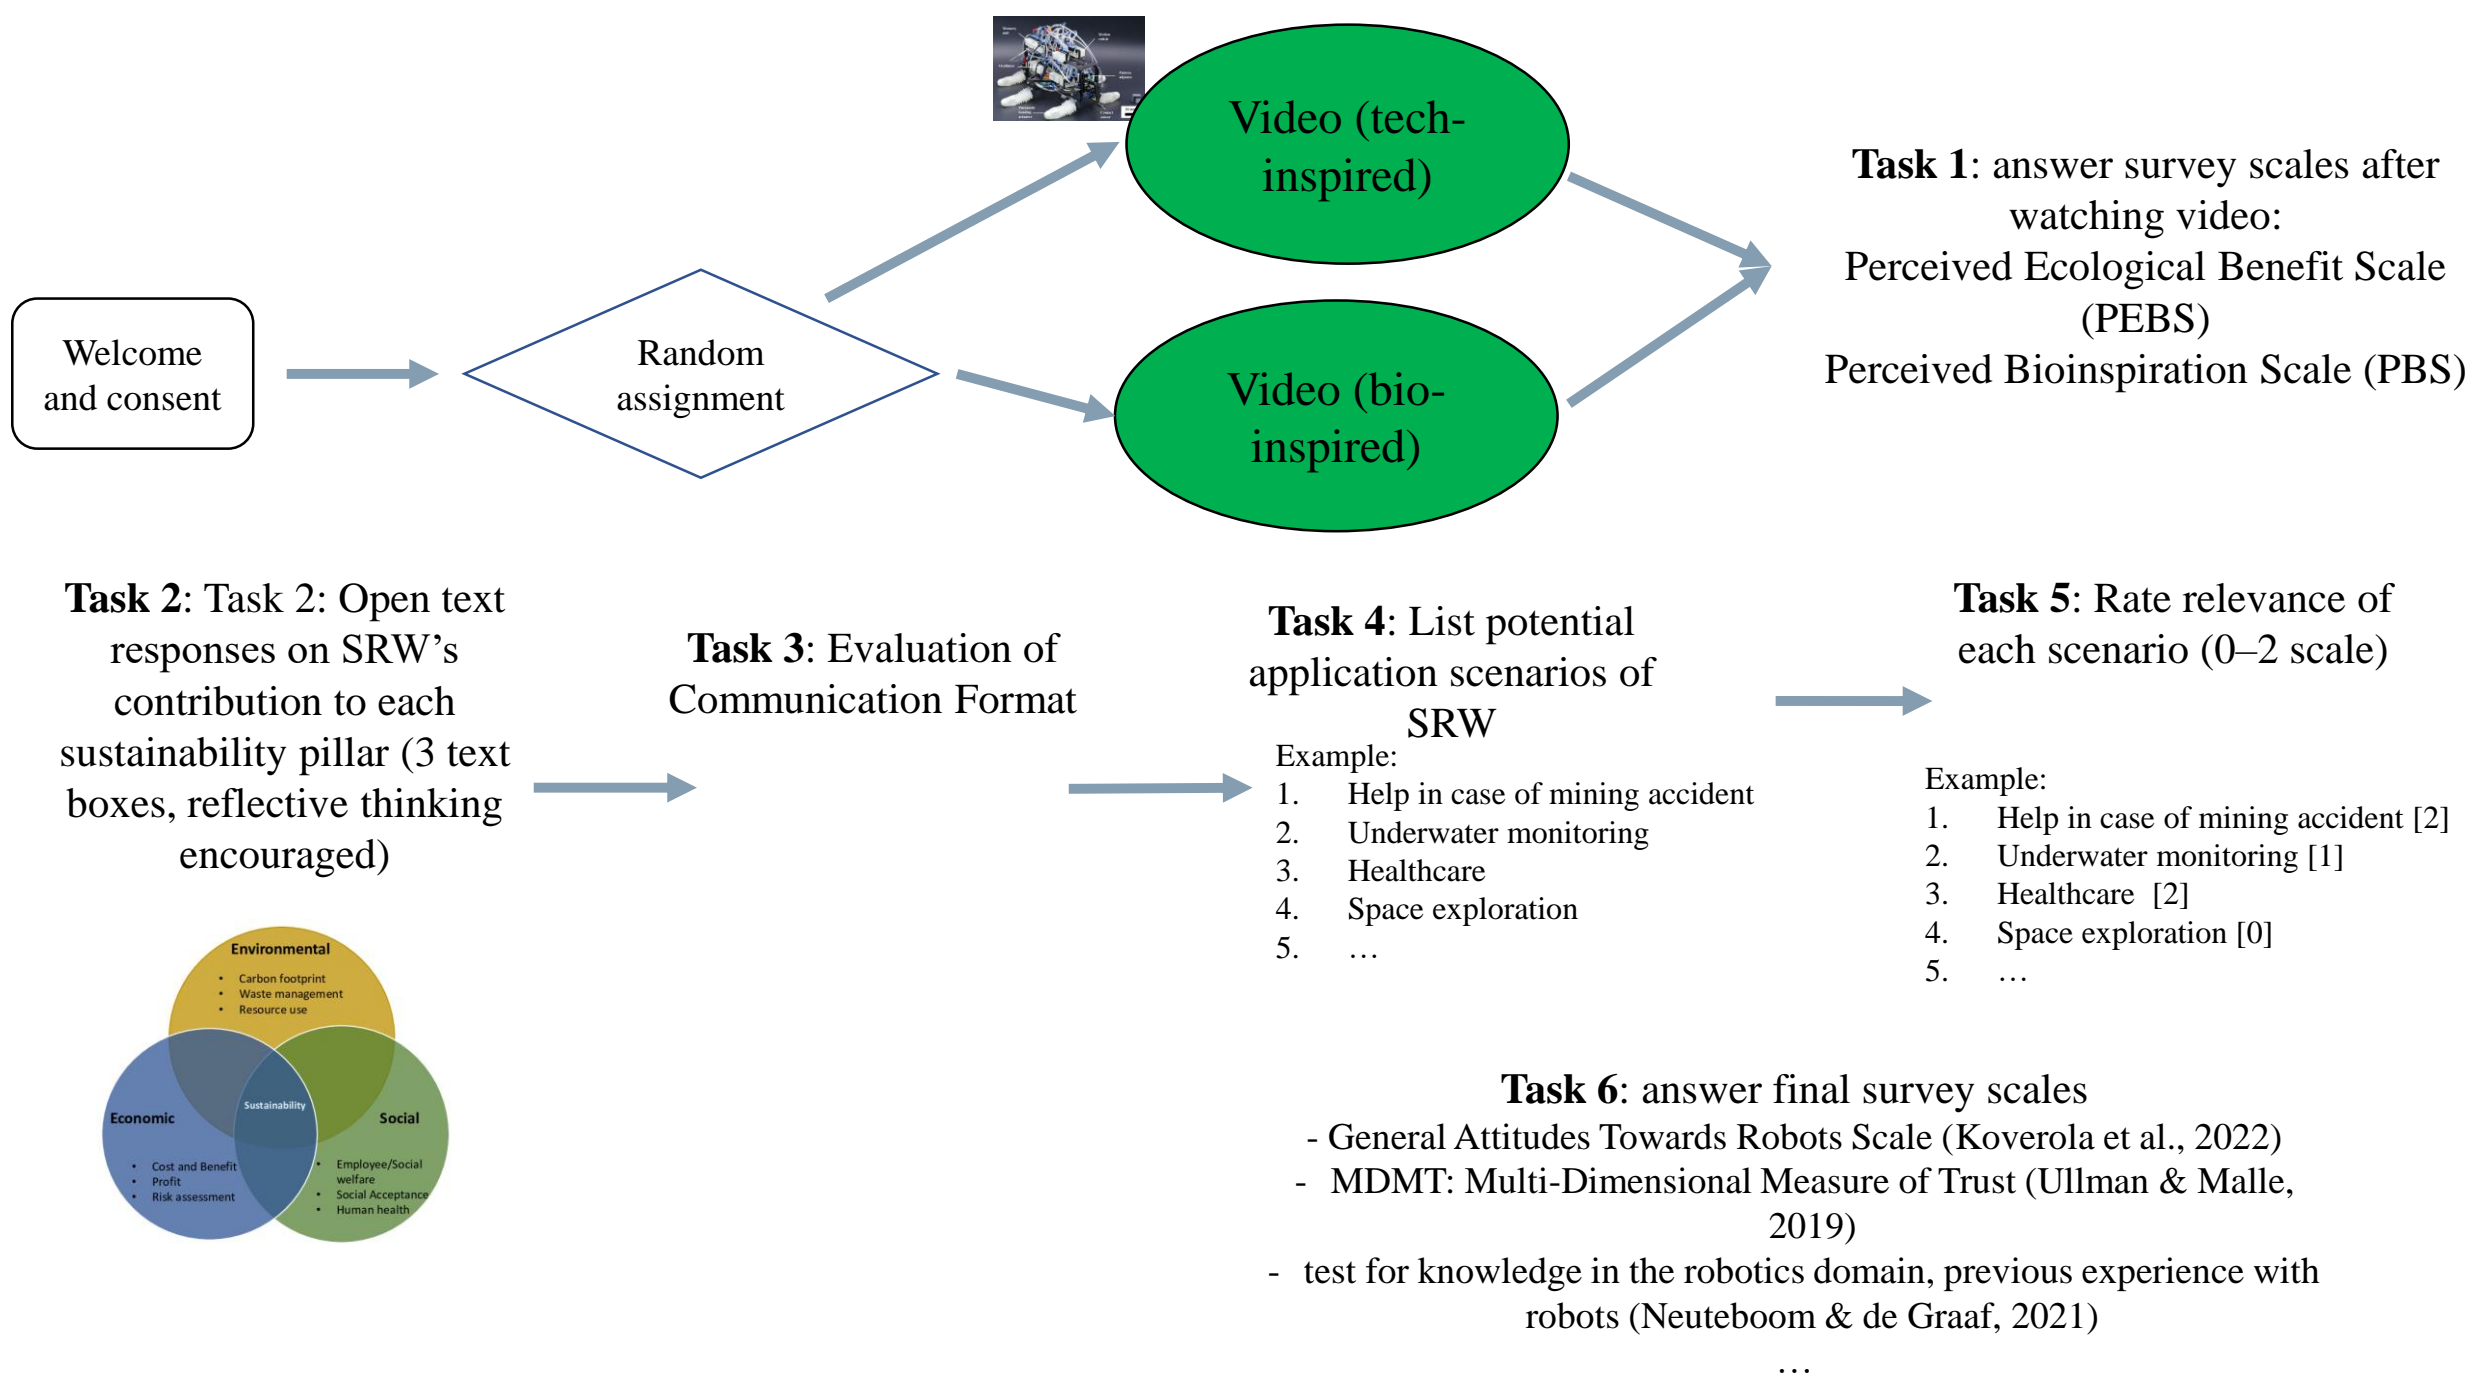 Video (tech-
inspired)
Task 1: answer survey scales after
watching video:
Perceived Ecological Benefit Scale
(PEBS)
Perceived Bioinspiration Scale (PBS)
Welcome
and consent
Random
assignment
Video (bio-
inspired)
Task 2: Task 2: Open text
responses on SRW’s
contribution to each
sustainability pillar (3 text
boxes, reflective thinking
encouraged)
Task 3: Evaluation of
Communication Format
Task 4: List potential
application scenarios of
SRW
Example:
1. Help in case of mining accident
2. Underwater monitoring
3. Healthcare
4. Space exploration
5. …
Task 5: Rate relevance of
each scenario (0–2 scale)
Example:
1. Help in case of mining accident [2]
2. Underwater monitoring [1]
3. Healthcare [2]
4. Space exploration [0]
5. …
Environmental
• Carbon footprint
• Waste management
• Resource use
Sustainability
Economic
• Cost and Benefit
• Profit
• Risk assessment
Social
• Employee/Social
welfare
• Social Acceptance
• Human health
Task 6: answer final survey scales
- General Attitudes Towards Robots Scale (Koverola et al., 2022)
- MDMT: Multi-Dimensional Measure of Trust (Ullman & Malle,
2019)
- test for knowledge in the robotics domain, previous experience with
robots (Neuteboom & de Graaf, 2021)
…